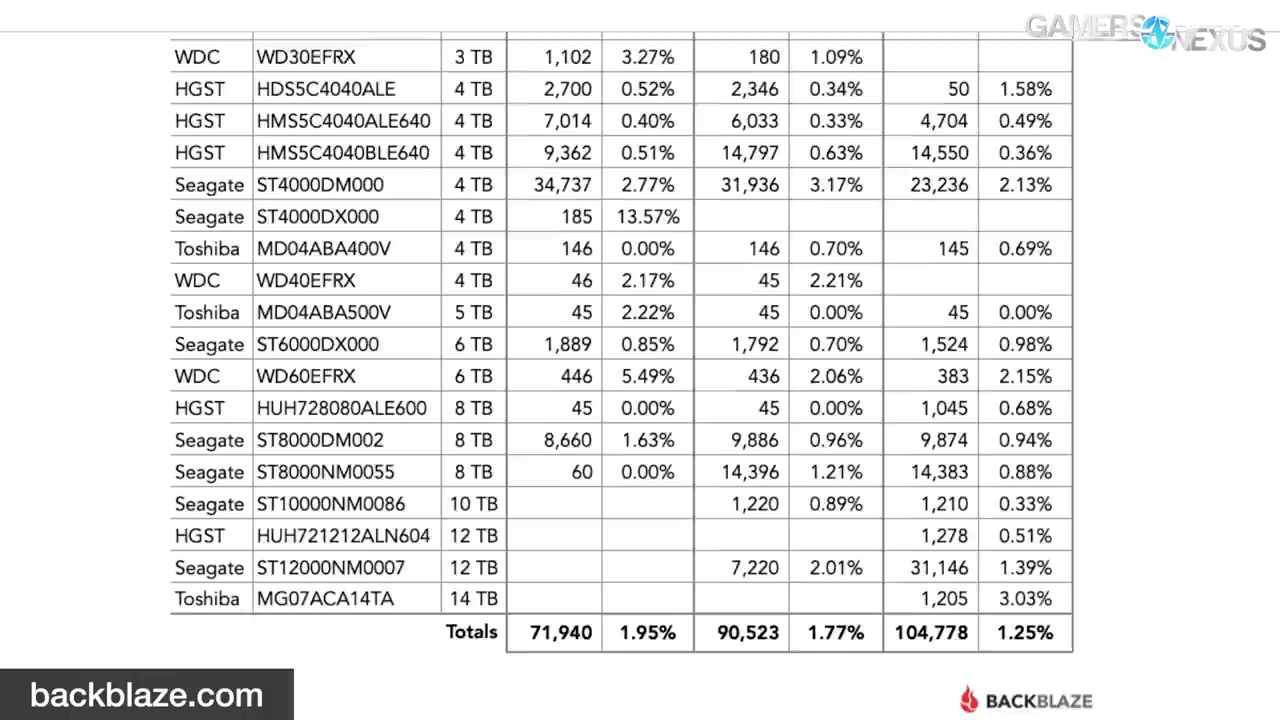 GAMERS NEXUS
WDC WD30EFRX 3 TB 1,102 3.27% 180 1.09%
HGST HDS5C4040ALE 4 TB 2,700 0.52% 2,346 0.34% 50 1.58%
HGST HMS5C4040ALE640 4 TB 7,014 0.40% 6,033 0.33% 4,704 0.49%
HGST HMS5C4040BLE640 4 TB 9,362 0.51% 14,797 0.63% 14,550 0.36%
Seagate ST4000DM000 4 TB 34,737 2.77% 31,936 3.17% 23,236 2.13%
Seagate ST4000DX000 4 TB 185 13.57%
Toshiba MD04ABA400V 4 TB 146 0.00% 146 0.70% 145 0.69%
WDC WD40EFRX 4 TB 46 2.17% 45 2.21%
Toshiba MD04ABA500V 5 TB 45 2.22% 45 0.00% 45 0.00%
Seagate ST6000DX000 6 TB 1,889 0.85% 1,792 0.70% 1,524 0.98%
WDC WD60EFRX 6 TB 446 5.49% 436 2.06% 383 2.15%
HGST HUH728080ALE600 8 TB 45 0.00% 45 0.00% 1,045 0.68%
Seagate ST8000DM002 8 TB 8,660 1.63% 9,886 0.96% 9,874 0.94%
Seagate ST8000NM0055 8 TB 60 0.00% 14,396 1.21% 14,383 0.88%
Seagate ST10000NM0086 10 TB 1,220 0.89% 1,210 0.33%
HGST HUH721212ALN604 12 TB 1,278 0.51%
Seagate ST12000NM0007 12 TB 7,220 2.01% 31,146 1.39%
Toshiba MG07ACA14TA 14 TB 1,205 3.03%
Totals 71,940 1.95% 90,523 1.77% 104,778 1.25%
backblaze.com
BACKBLAZE